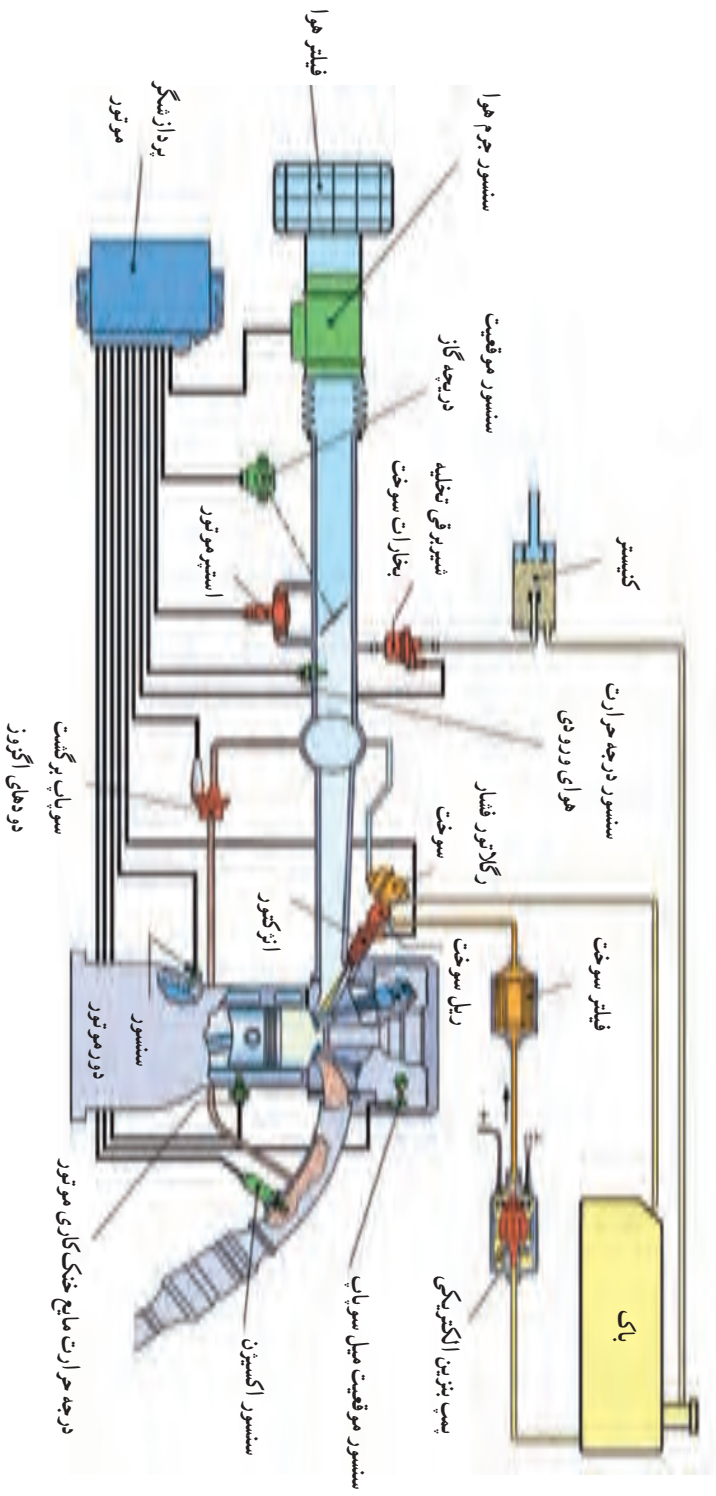 فیلتر هوا
سنسور جرم هوا
پردازشگر
موتور
سنسور موقعیت
دریچه گاز
شیر برقی تخلیه
بخارات سوخت
استپر موتور
کنیستر
سنسور درجه حرارت
هوای ورودی
سوپاپ برگشت
دودهای اگزوز
رگلاتور فشار
سوخت
انژکتور
ریل سوخت
فیلتر سوخت
سنسور
دور موتور
پمپ بنزین الکتریکی
باک
درجه حرارت مایع خنک کاری موتور
سنسور اکسیژن
سنسور موقعیت میل سوپاپ